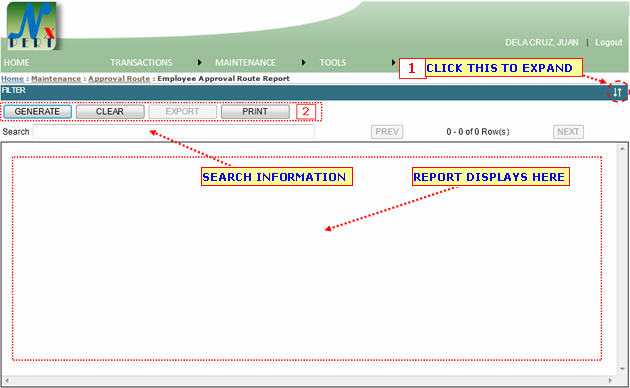 Nx
PERT
DELA CRUZ, JUAN | Logout
HOME TRANSACTIONS MAINTENANCE TOOLS
1 CLICK THIS TO EXPAND
Home : Maintenance : Approval Route : Employee Approval Route Report
FILTER
GENERATE CLEAR EXPORT PRINT 2
Search PREV 0 - 0 of 0 Row(s) NEXT
SEARCH INFORMATION REPORT DISPLAYS HERE